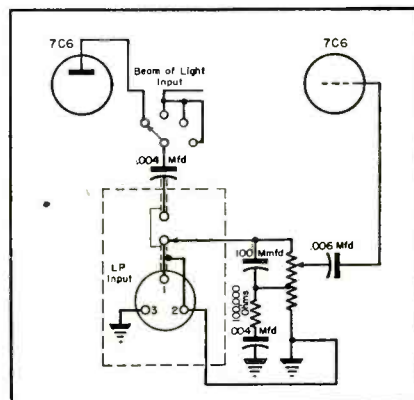 7C6
7C6
Beam of Light
Input
.004 Mfd
LP
Input
3
2
100 Mmfd
100,000
Ohms
.004 Mfd
.006 Mfd